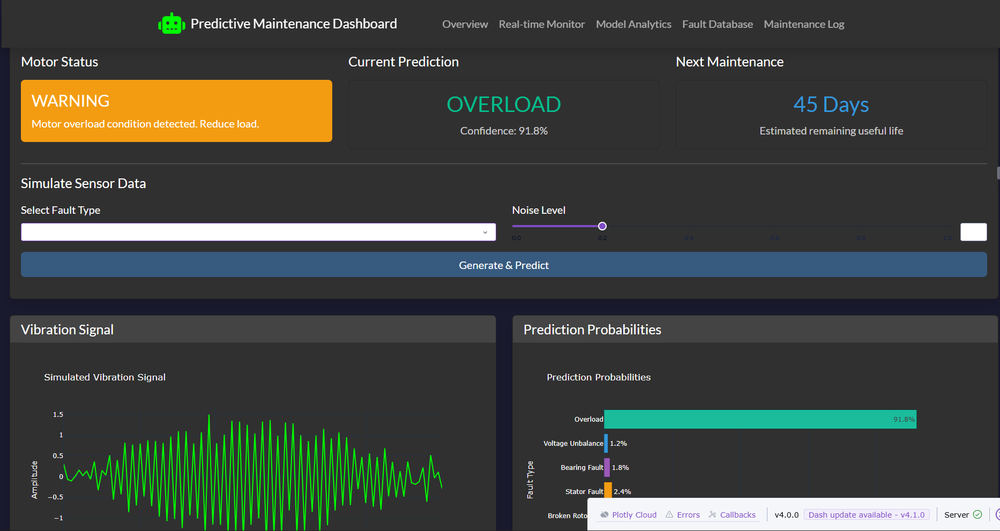 Predictive Maintenance Dashboard
Overview Real-time Monitor Model Analytics Fault Database Maintenance Log
Motor Status
WARNING
Motor overload condition detected. Reduce load.
Current Prediction
OVERLOAD
Confidence: 91.8%
Next Maintenance
45 Days
Estimated remaining useful life
Simulate Sensor Data
Select Fault Type
Noise Level
0.0 0.2 0.4 0.6 0.8 1.0
Generate & Predict
Vibration Signal
Simulated Vibration Signal
Amplitude
1.5
1
0.5
0
−0.5
−1
Prediction Probabilities
Prediction Probabilities
Fault Type
Overload 91.8%
Voltage Unbalance 1.2%
Bearing Fault 1.8%
Stator Fault 2.4%
Broken Roto
Plotly Cloud Errors Callbacks v4.0.0 Dash update available - v4.1.0 Server